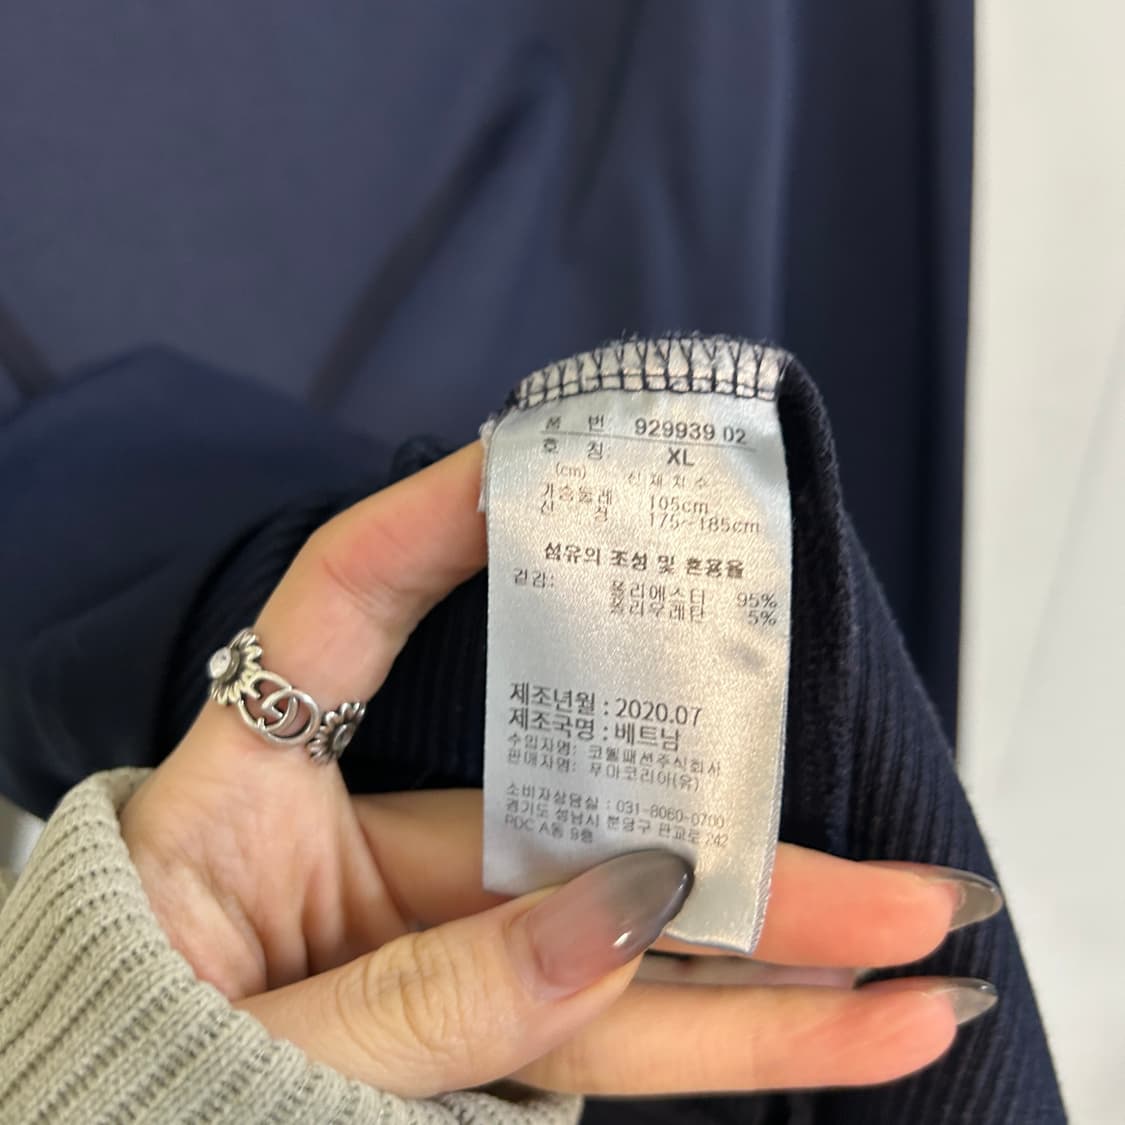 품 번 929939 02
호 칭 XL
(cm) 신체치수
가슴둘레 105cm
신 장 175~185cm
섬유의 조성 및 혼용율
겉감: 폴리에스터 95%
폴리우레탄 5%
제조년월 : 2020.07
제조국명 : 베트남
수입자명: 코웰패션주식회사
판매자명: 푸마코리아(유)
소비자상담실 : 031-8060-0700
경기도 성남시 분당구 판교로 242
PDC A동 9층